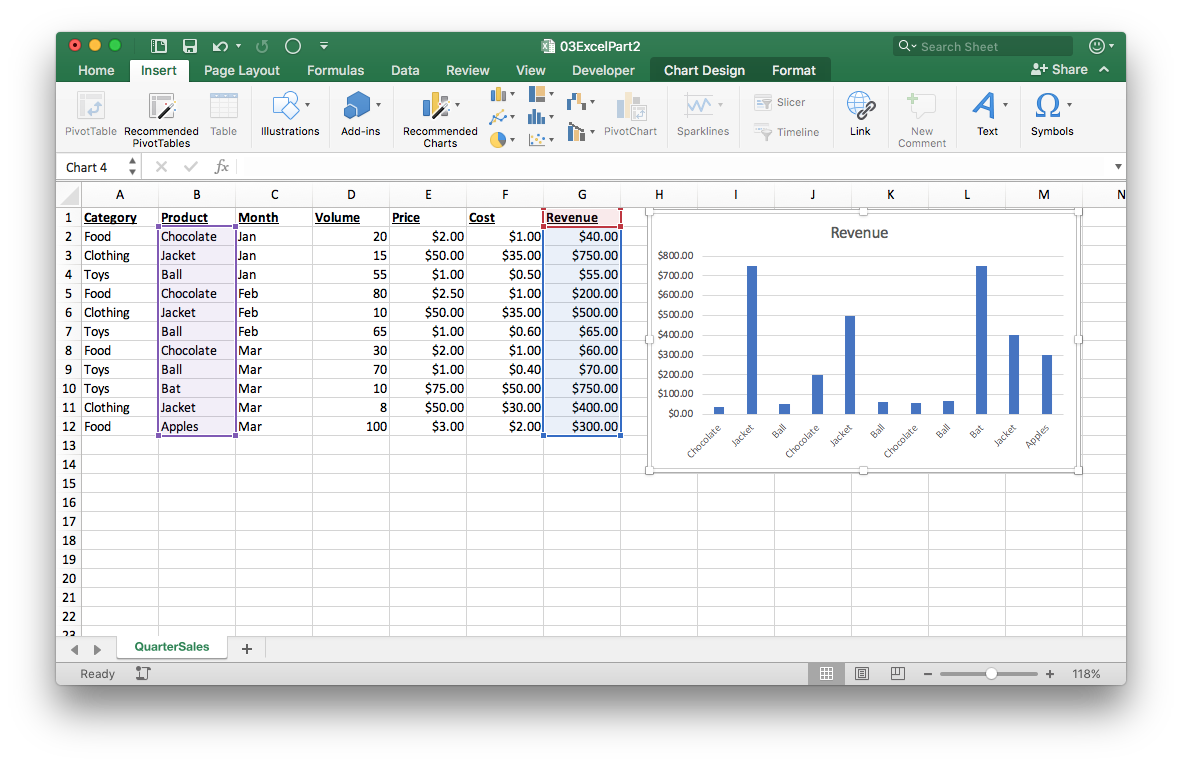 03ExcelPart2
Search Sheet
Home Insert Page Layout Formulas Data Review View Developer Chart Design Format Share
PivotTable Recommended PivotTables Table Illustrations Add-ins Recommended Charts PivotChart Sparklines Slicer Timeline Link New Comment Text Symbols
Chart 4 fx
A B C D E F G H I J K L M N
1 Category Product Month Volume Price Cost Revenue
2 Food Chocolate Jan 20 $2.00 $1.00 $40.00
3 Clothing Jacket Jan 15 $50.00 $35.00 $750.00
4 Toys Ball Jan 55 $1.00 $0.50 $55.00
5 Food Chocolate Feb 80 $2.50 $1.00 $200.00
6 Clothing Jacket Feb 10 $50.00 $35.00 $500.00
7 Toys Ball Feb 65 $1.00 $0.60 $65.00
8 Food Chocolate Mar 30 $2.00 $1.00 $60.00
9 Toys Ball Mar 70 $1.00 $0.40 $70.00
10 Toys Bat Mar 10 $75.00 $50.00 $750.00
11 Clothing Jacket Mar 8 $50.00 $30.00 $400.00
12 Food Apples Mar 100 $3.00 $2.00 $300.00
13
14
15
16
17
18
19
20
21
22
23
Revenue
$800.00
$700.00
$600.00
$500.00
$400.00
$300.00
$200.00
$100.00
$0.00
Chocolate Jacket Ball Chocolate Jacket Ball Chocolate Ball Bat Jacket Apples
QuarterSales +
Ready 118%